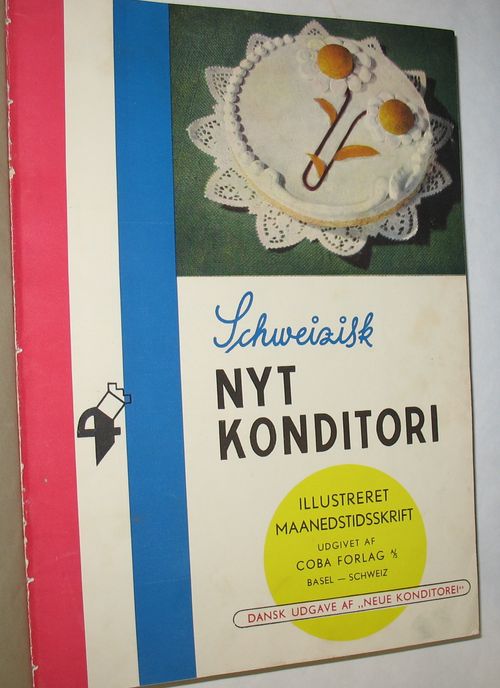 Schweizisk
NYT
KONDITORI
ILLUSTRERET
MAANEDSTIDSSKRIFT
UDGIVET AF
COBA FORLAG A/S
BASEL — SCHWEIZ
DANSK UDGAVE AF „NEUE KONDITOREI"